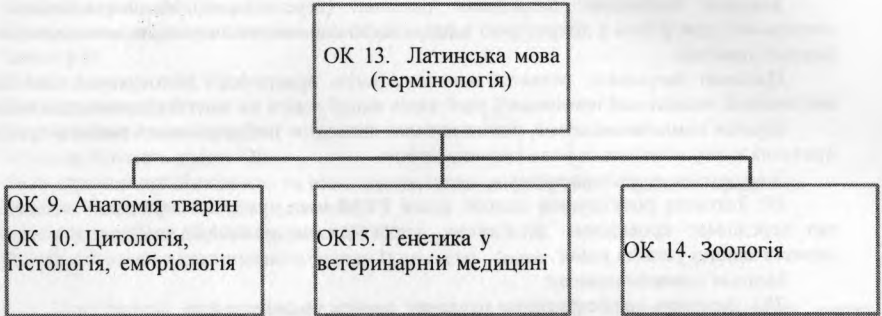 ОК 13. Латинська мова
(термінологія)
ОК 9. Анатомія тварин
ОК 10. Цитологія,
гістологія, ембріологія
ОК15. Генетика у
ветеринарній медицині
ОК 14. Зоологія